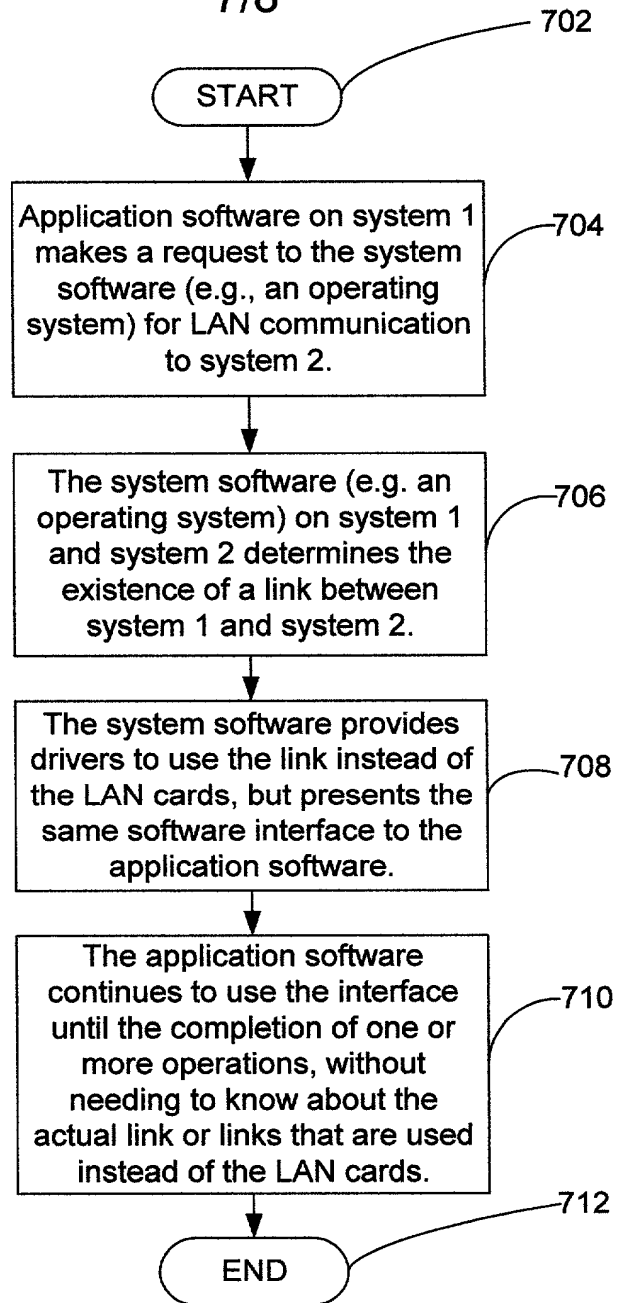 7/8
702
START
Application software on system 1
makes a request to the system
software (e.g., an operating
system) for LAN communication
to system 2.
704
The system software (e.g. an
operating system) on system 1
and system 2 determines the
existence of a link between
system 1 and system 2.
706
The system software provides
drivers to use the link instead of
the LAN cards, but presents the
same software interface to the
application software.
708
The application software
continues to use the interface
until the completion of one or
more operations, without
needing to know about the
actual link or links that are used
instead of the LAN cards.
710
712
END